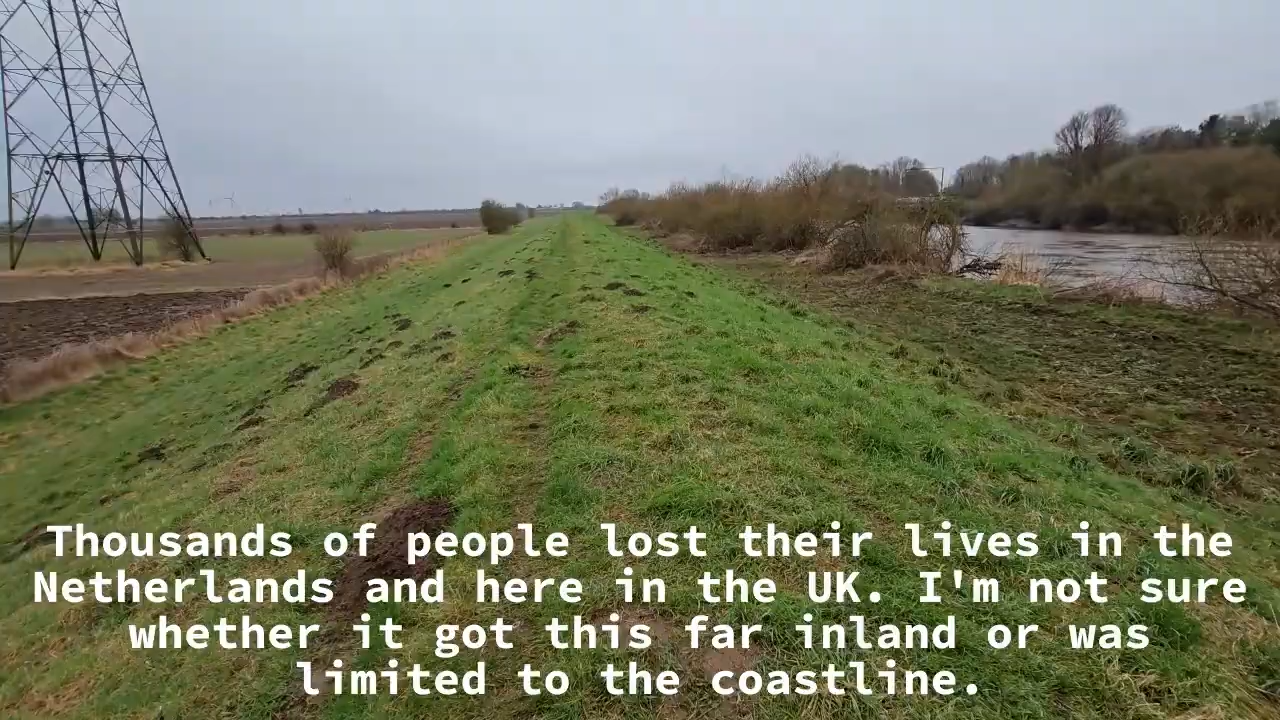 Thousands of people lost their lives in the
Netherlands and here in the UK. I'm not sure
whether it got this far inland or was
limited to the coastline.